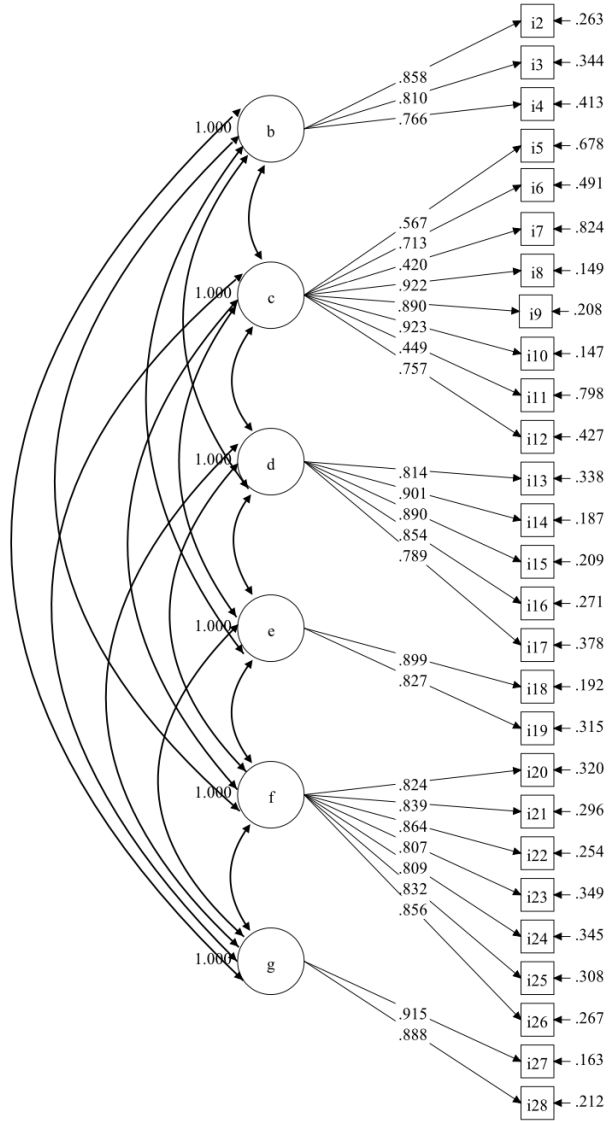 i2 .263
.858
i3 .344
.810
i4 .413
.766
1.000 b
i5 .678
i6 .491
.567
i7 .824
.713
.420
i8 .149
.922
1.000 c
.890
i9 .208
.923
.449
i10 .147
.757
i11 .798
i12 .427
1.000 d
.814
i13 .338
.901
.890
i14 .187
.854
.789
i15 .209
i16 .271
1.000 e
i17 .378
.899
.827
i18 .192
i19 .315
i20 .320
.824
1.000 f
.839
i21 .296
.864
.807
i22 .254
.809
.832
i23 .349
.856
i24 .345
1.000 g
i25 .308
.915
i26 .267
.888
i27 .163
i28 .212